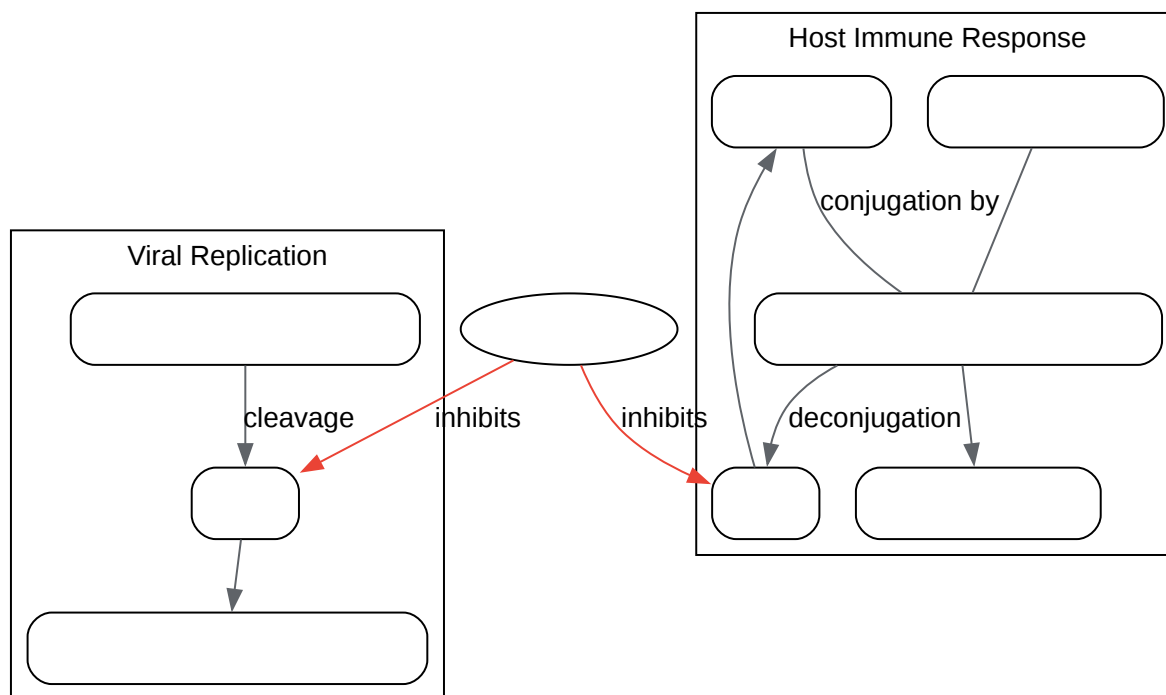 Host Immune Response
conjugation by
Viral Replication
cleavage
inhibits
inhibits
deconjugation